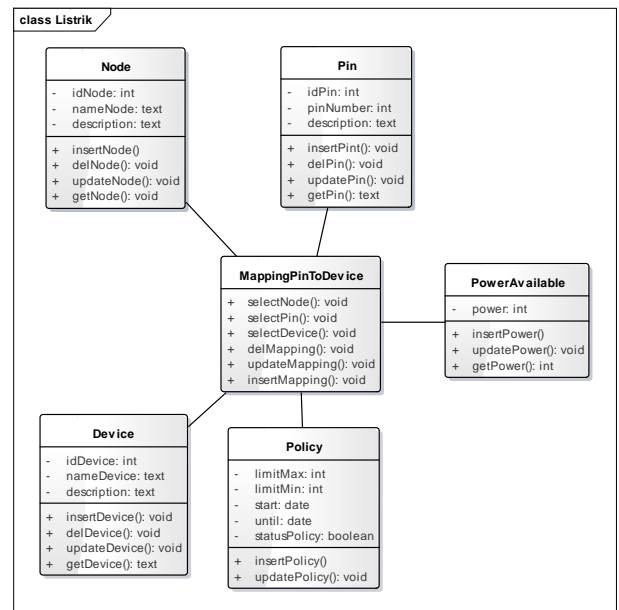 class Listrik
Node
- idNode: int
- nameNode: text
- description: text
+ insertNode()
+ delNode(): void
+ updateNode(): void
+ getNode(): void
Pin
- idPin: int
- pinNumber: int
- description: text
+ insertPint(): void
+ delPin(): void
+ updatePin(): void
+ getPin(): text
MappingPinToDevice
+ selectNode(): void
+ selectPin(): void
+ selectDevice(): void
+ delMapping(): void
+ updateMapping(): void
+ insertMapping(): void
PowerAvailable
- power: int
+ insertPower()
+ updatePower(): void
+ getPower(): int
Device
- idDevice: int
- nameDevice: text
- description: text
+ insertDevice(): void
+ delDevice(): void
+ updateDevice(): void
+ getDevice(): text
Policy
- limitMax: int
- limitMin: int
- start: date
- until: date
- statusPolicy: boolean
+ insertPolicy()
+ updatePolicy(): void